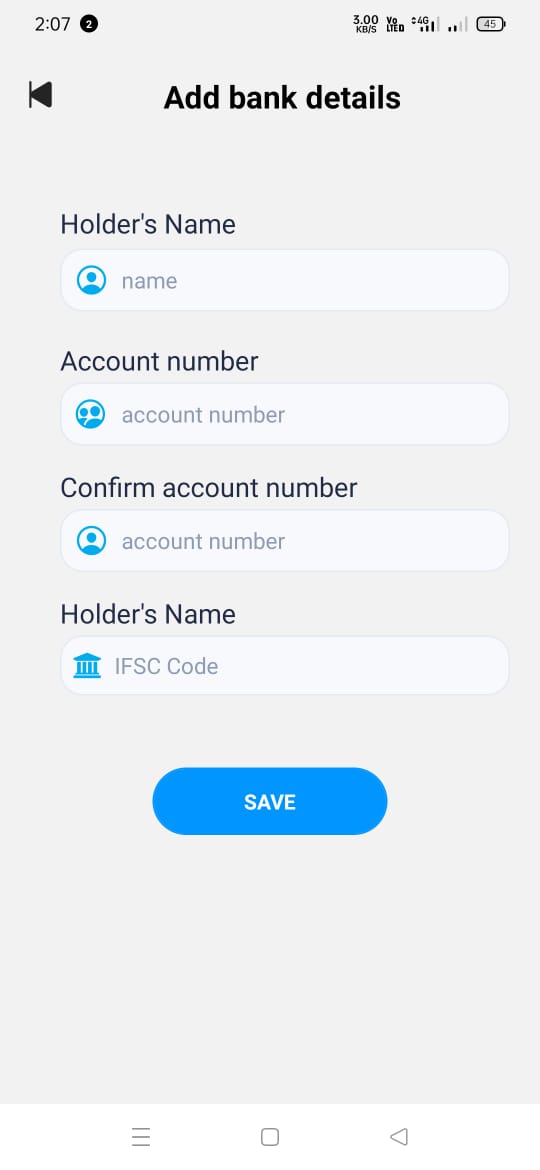 2:07 2 3.00 KB/S Vo LTED 4G 45
Add bank details
Holder's Name
name
Account number
account number
Confirm account number
account number
Holder's Name
IFSC Code
SAVE